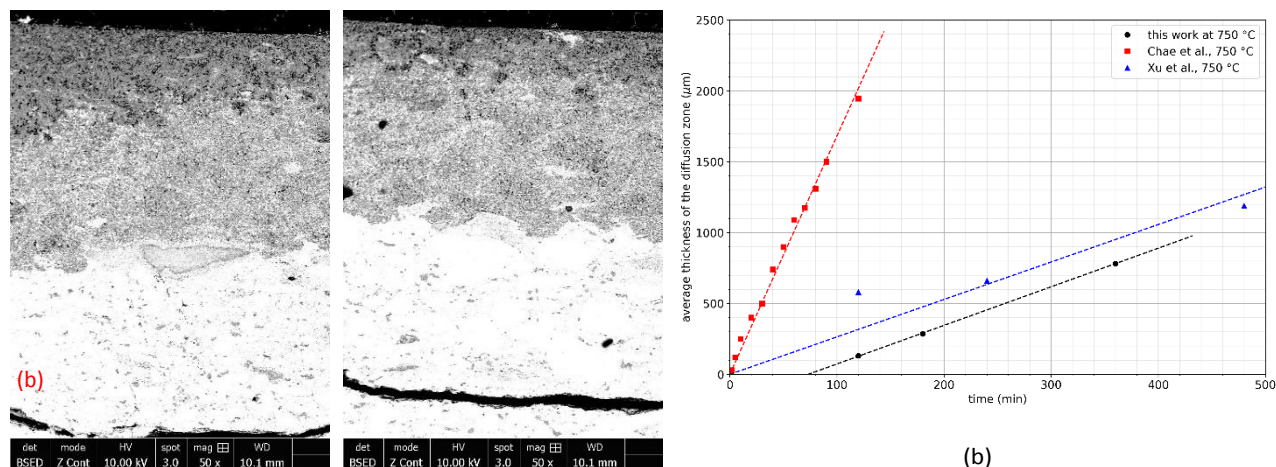 (b)
det mode HV spot mag WD
BSED Z Cont 10.00 kV 3.0 50 x 10.1 mm
det mode HV spot mag WD
BSED Z Cont 10.00 kV 3.0 50 x 10.1 mm
average thickness of the diffusion zone (µm)
2500
2000
1500
1000
500
0
this work at 750 °C
Chae et al., 750 °C
Xu et al., 750 °C
0 100 200 300 400 500
time (min)
(b)